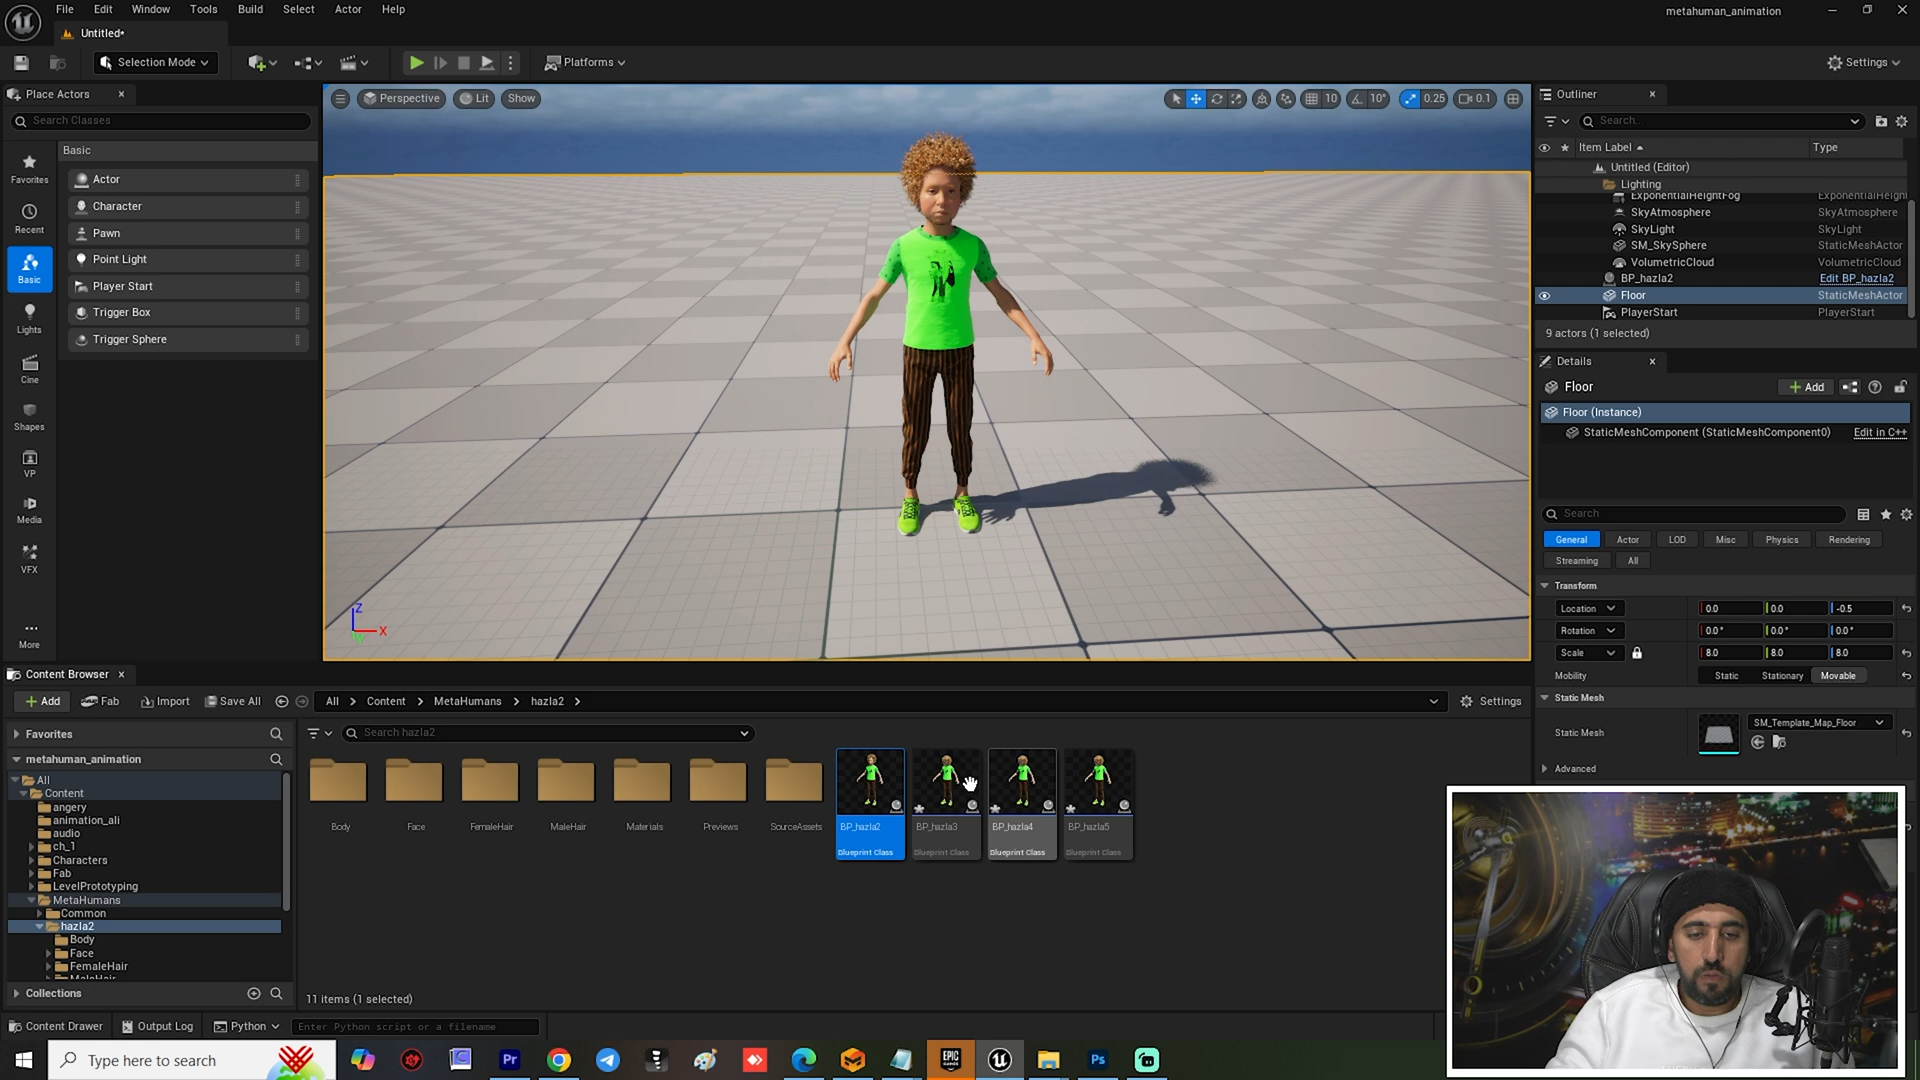 File Edit Window Tools Build Select Actor Help
metahuman_animation
Untitled*
Selection Mode
Platforms
Settings
Place Actors
Search Classes
Basic
Favorites
Recent
Basic
Lights
Cine
Shapes
VP
Media
VFX
More
Actor
Character
Pawn
Point Light
Player Start
Trigger Box
Trigger Sphere
Perspective Lit Show
10 10° 0.25 0.1
Z
X
Outliner
Search...
Item Label Type
Untitled (Editor)
Lighting
ExponentialHeightFog
SkyAtmosphere SkyAtmosphere
SkyLight SkyLight
SM_SkySphere StaticMeshActor
VolumetricCloud VolumetricCloud
BP_hazla2 Edit BP_hazla2
Floor StaticMeshActor
PlayerStart PlayerStart
9 actors (1 selected)
Details
Floor Add
Floor (Instance)
StaticMeshComponent (StaticMeshComponent0) Edit in C++
Search
General Actor LOD Misc Physics Rendering
Streaming All
Transform
Location 0.0 0.0 -0.5
Rotation 0.0° 0.0° 0.0°
Scale 8.0 8.0 8.0
Mobility Static Stationary Movable
Static Mesh
Static Mesh SM_Template_Map_Floor
Advanced
Content Browser
Add Fab Import Save All All Content MetaHumans hazla2 Settings
Favorites
metahuman_animation
All
Content
angery
animation_ali
audio
ch_1
Characters
Fab
LevelPrototyping
MetaHumans
Common
hazla2
Body
Face
FemaleHair
MaleHair
Collections
Search hazla2
Body Face FemaleHair MaleHair Materials Previews SourceAssets
BP_hazla2 BP_hazla3 BP_hazla4 BP_hazla5
Blueprint Class Blueprint Class Blueprint Class Blueprint Class
11 items (1 selected)
Content Drawer Output Log Python Enter Python script or a filename
Type here to search
Pr
EPIC
GAMES
Ps